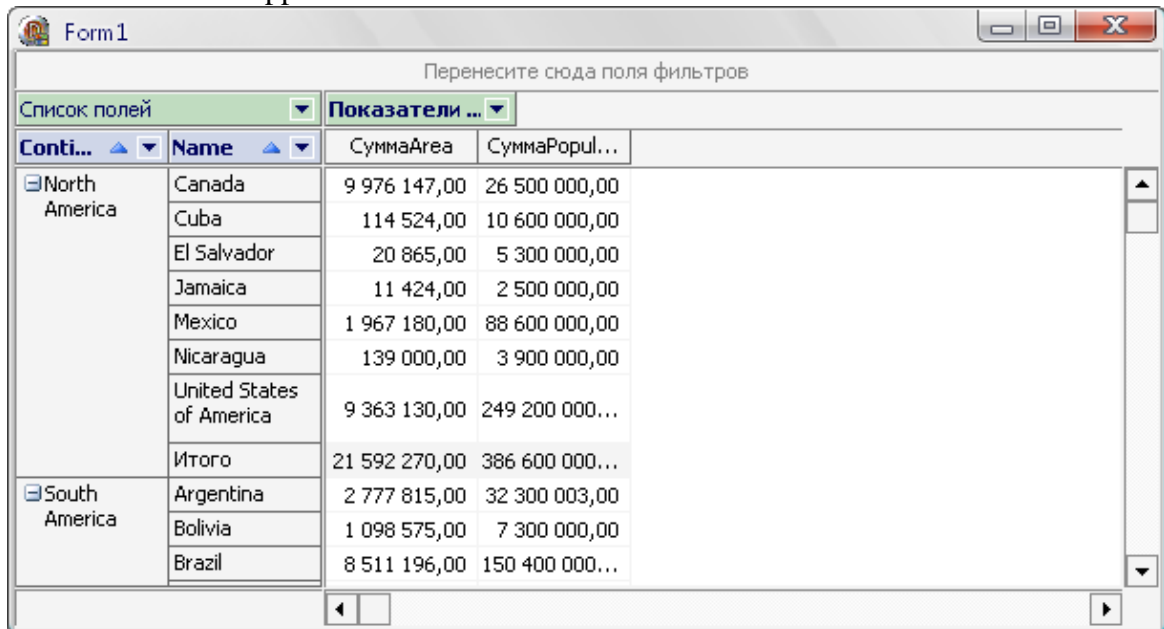 Form1
Перенесите сюда поля фильтров
Список полей Показатели ...
Conti... Name СуммаArea СуммаPopul...
North America Canada 9 976 147,00 26 500 000,00
Cuba 114 524,00 10 600 000,00
El Salvador 20 865,00 5 300 000,00
Jamaica 11 424,00 2 500 000,00
Mexico 1 967 180,00 88 600 000,00
Nicaragua 139 000,00 3 900 000,00
United States of America 9 363 130,00 249 200 000...
Итого 21 592 270,00 386 600 000...
South America Argentina 2 777 815,00 32 300 003,00
Bolivia 1 098 575,00 7 300 000,00
Brazil 8 511 196,00 150 400 000...